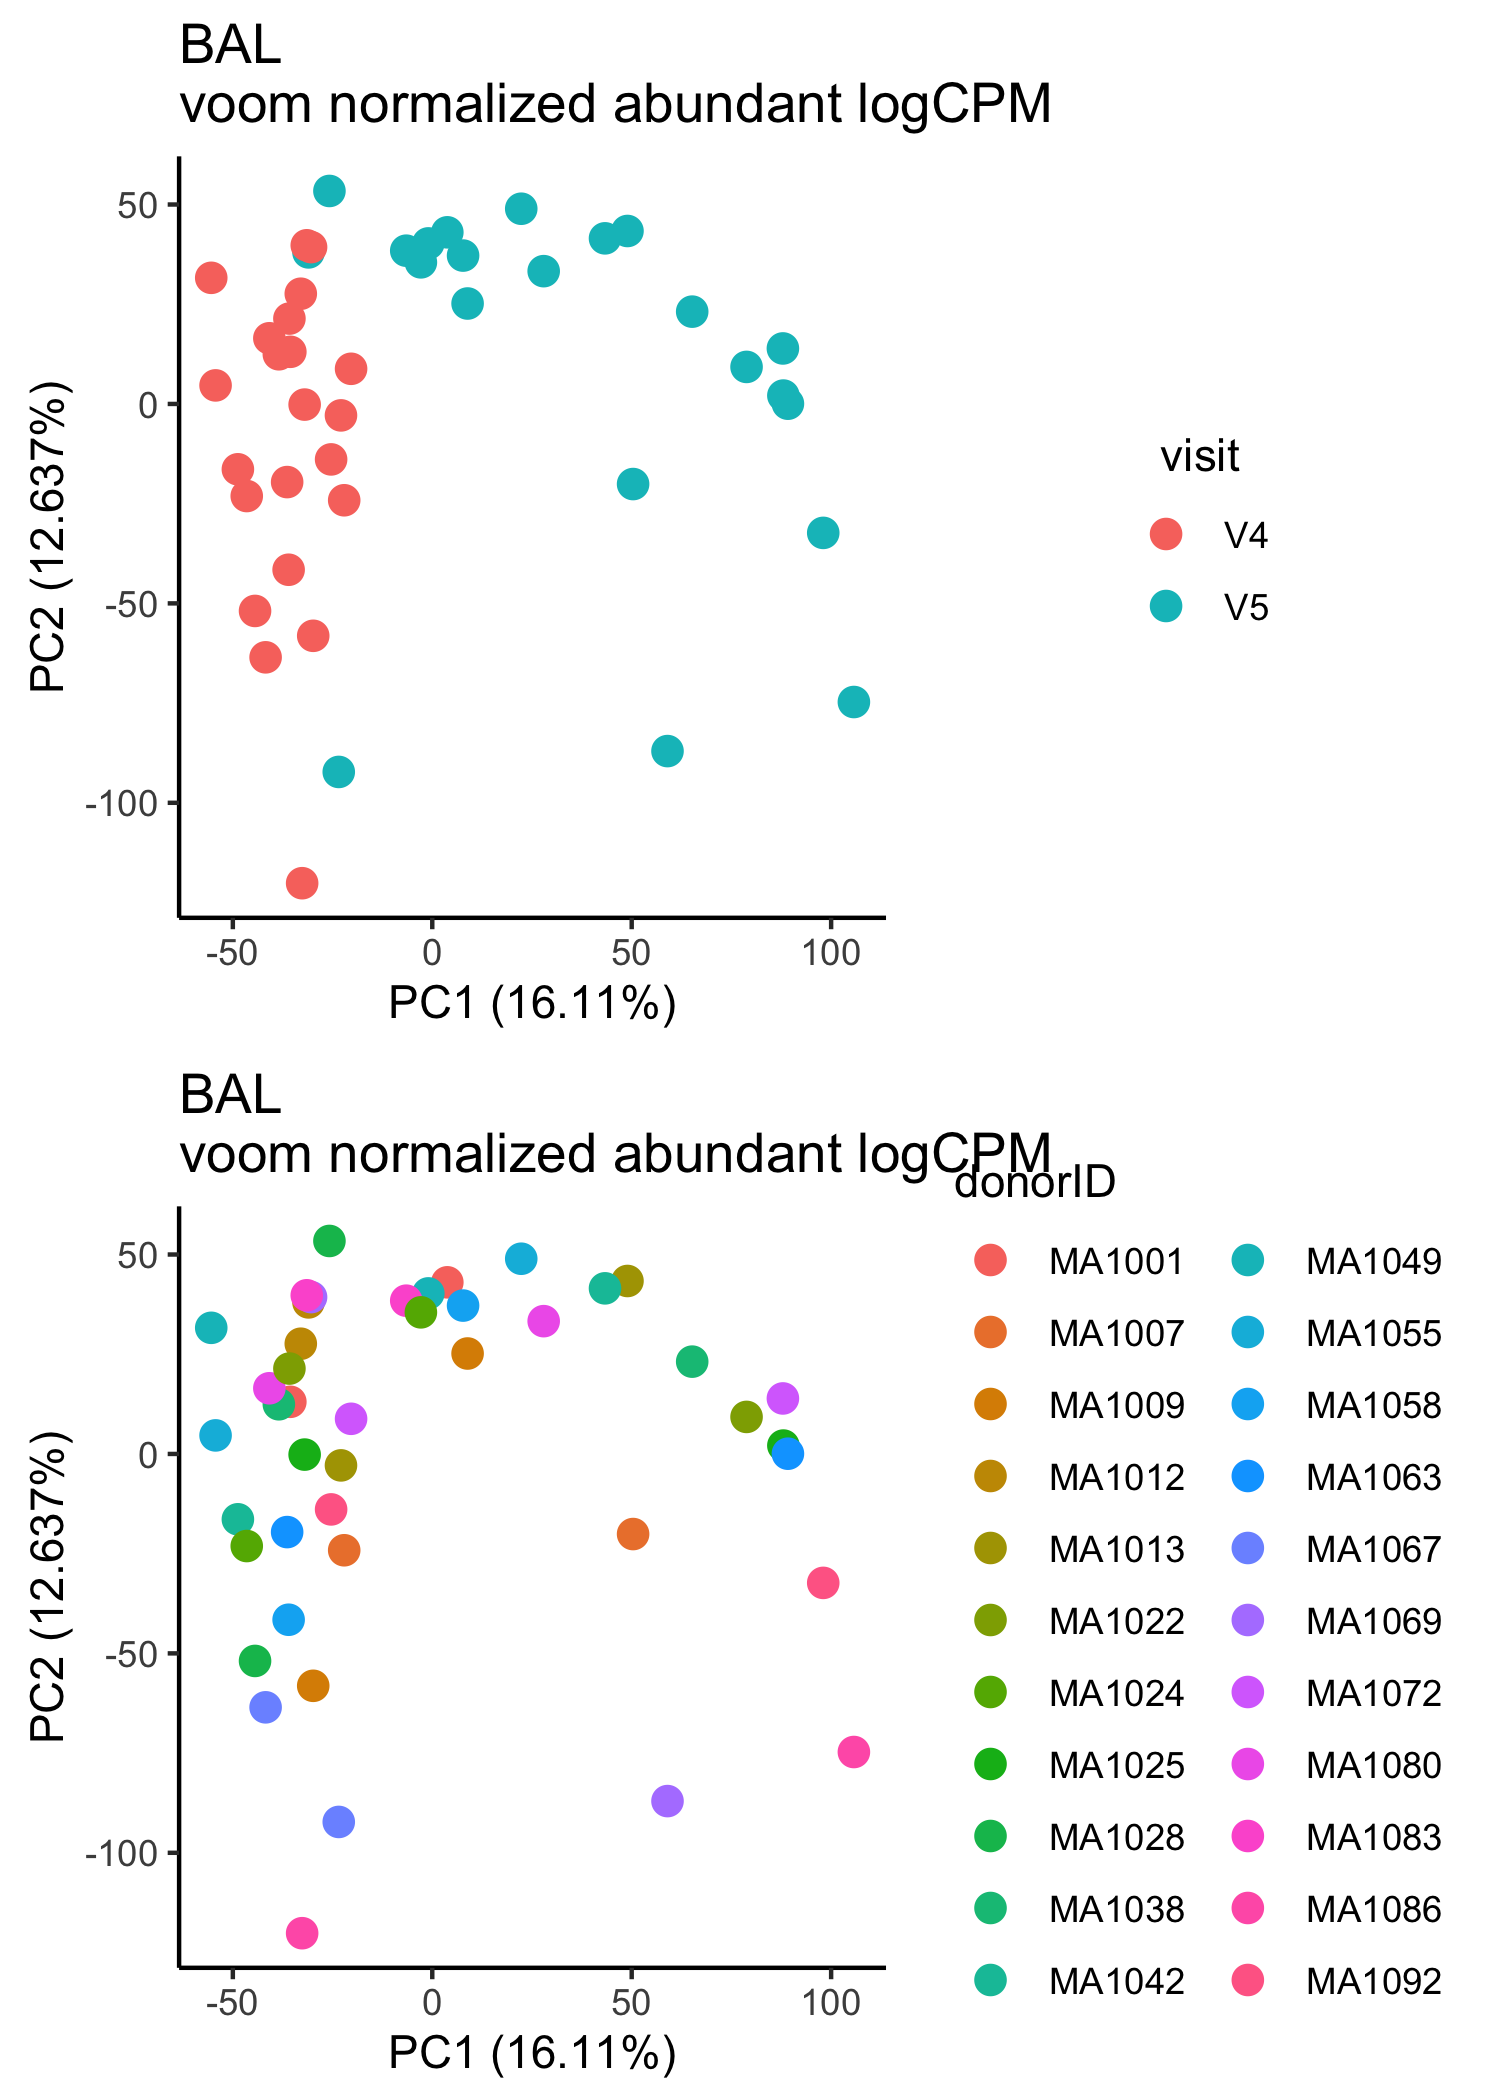 BAL
voom normalized abundant logCPM
50
0
-50
-100
PC2 (12.637%)
-50 0 50 100
PC1 (16.11%)
visit
V4
V5
BAL
voom normalized abundant logCPM
50
0
-50
-100
PC2 (12.637%)
-50 0 50 100
PC1 (16.11%)
donorID
MA1001 MA1049
MA1007 MA1055
MA1009 MA1058
MA1012 MA1063
MA1013 MA1067
MA1022 MA1069
MA1024 MA1072
MA1025 MA1080
MA1028 MA1083
MA1038 MA1086
MA1042 MA1092